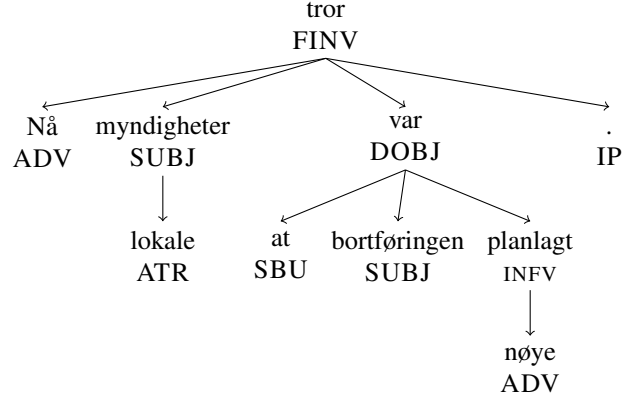 tror
FINV
Nå myndigheter var .
ADV SUBJ DOBJ IP
lokale at bortføringen planlagt
ATR SBU SUBJ INFV
nøye
ADV